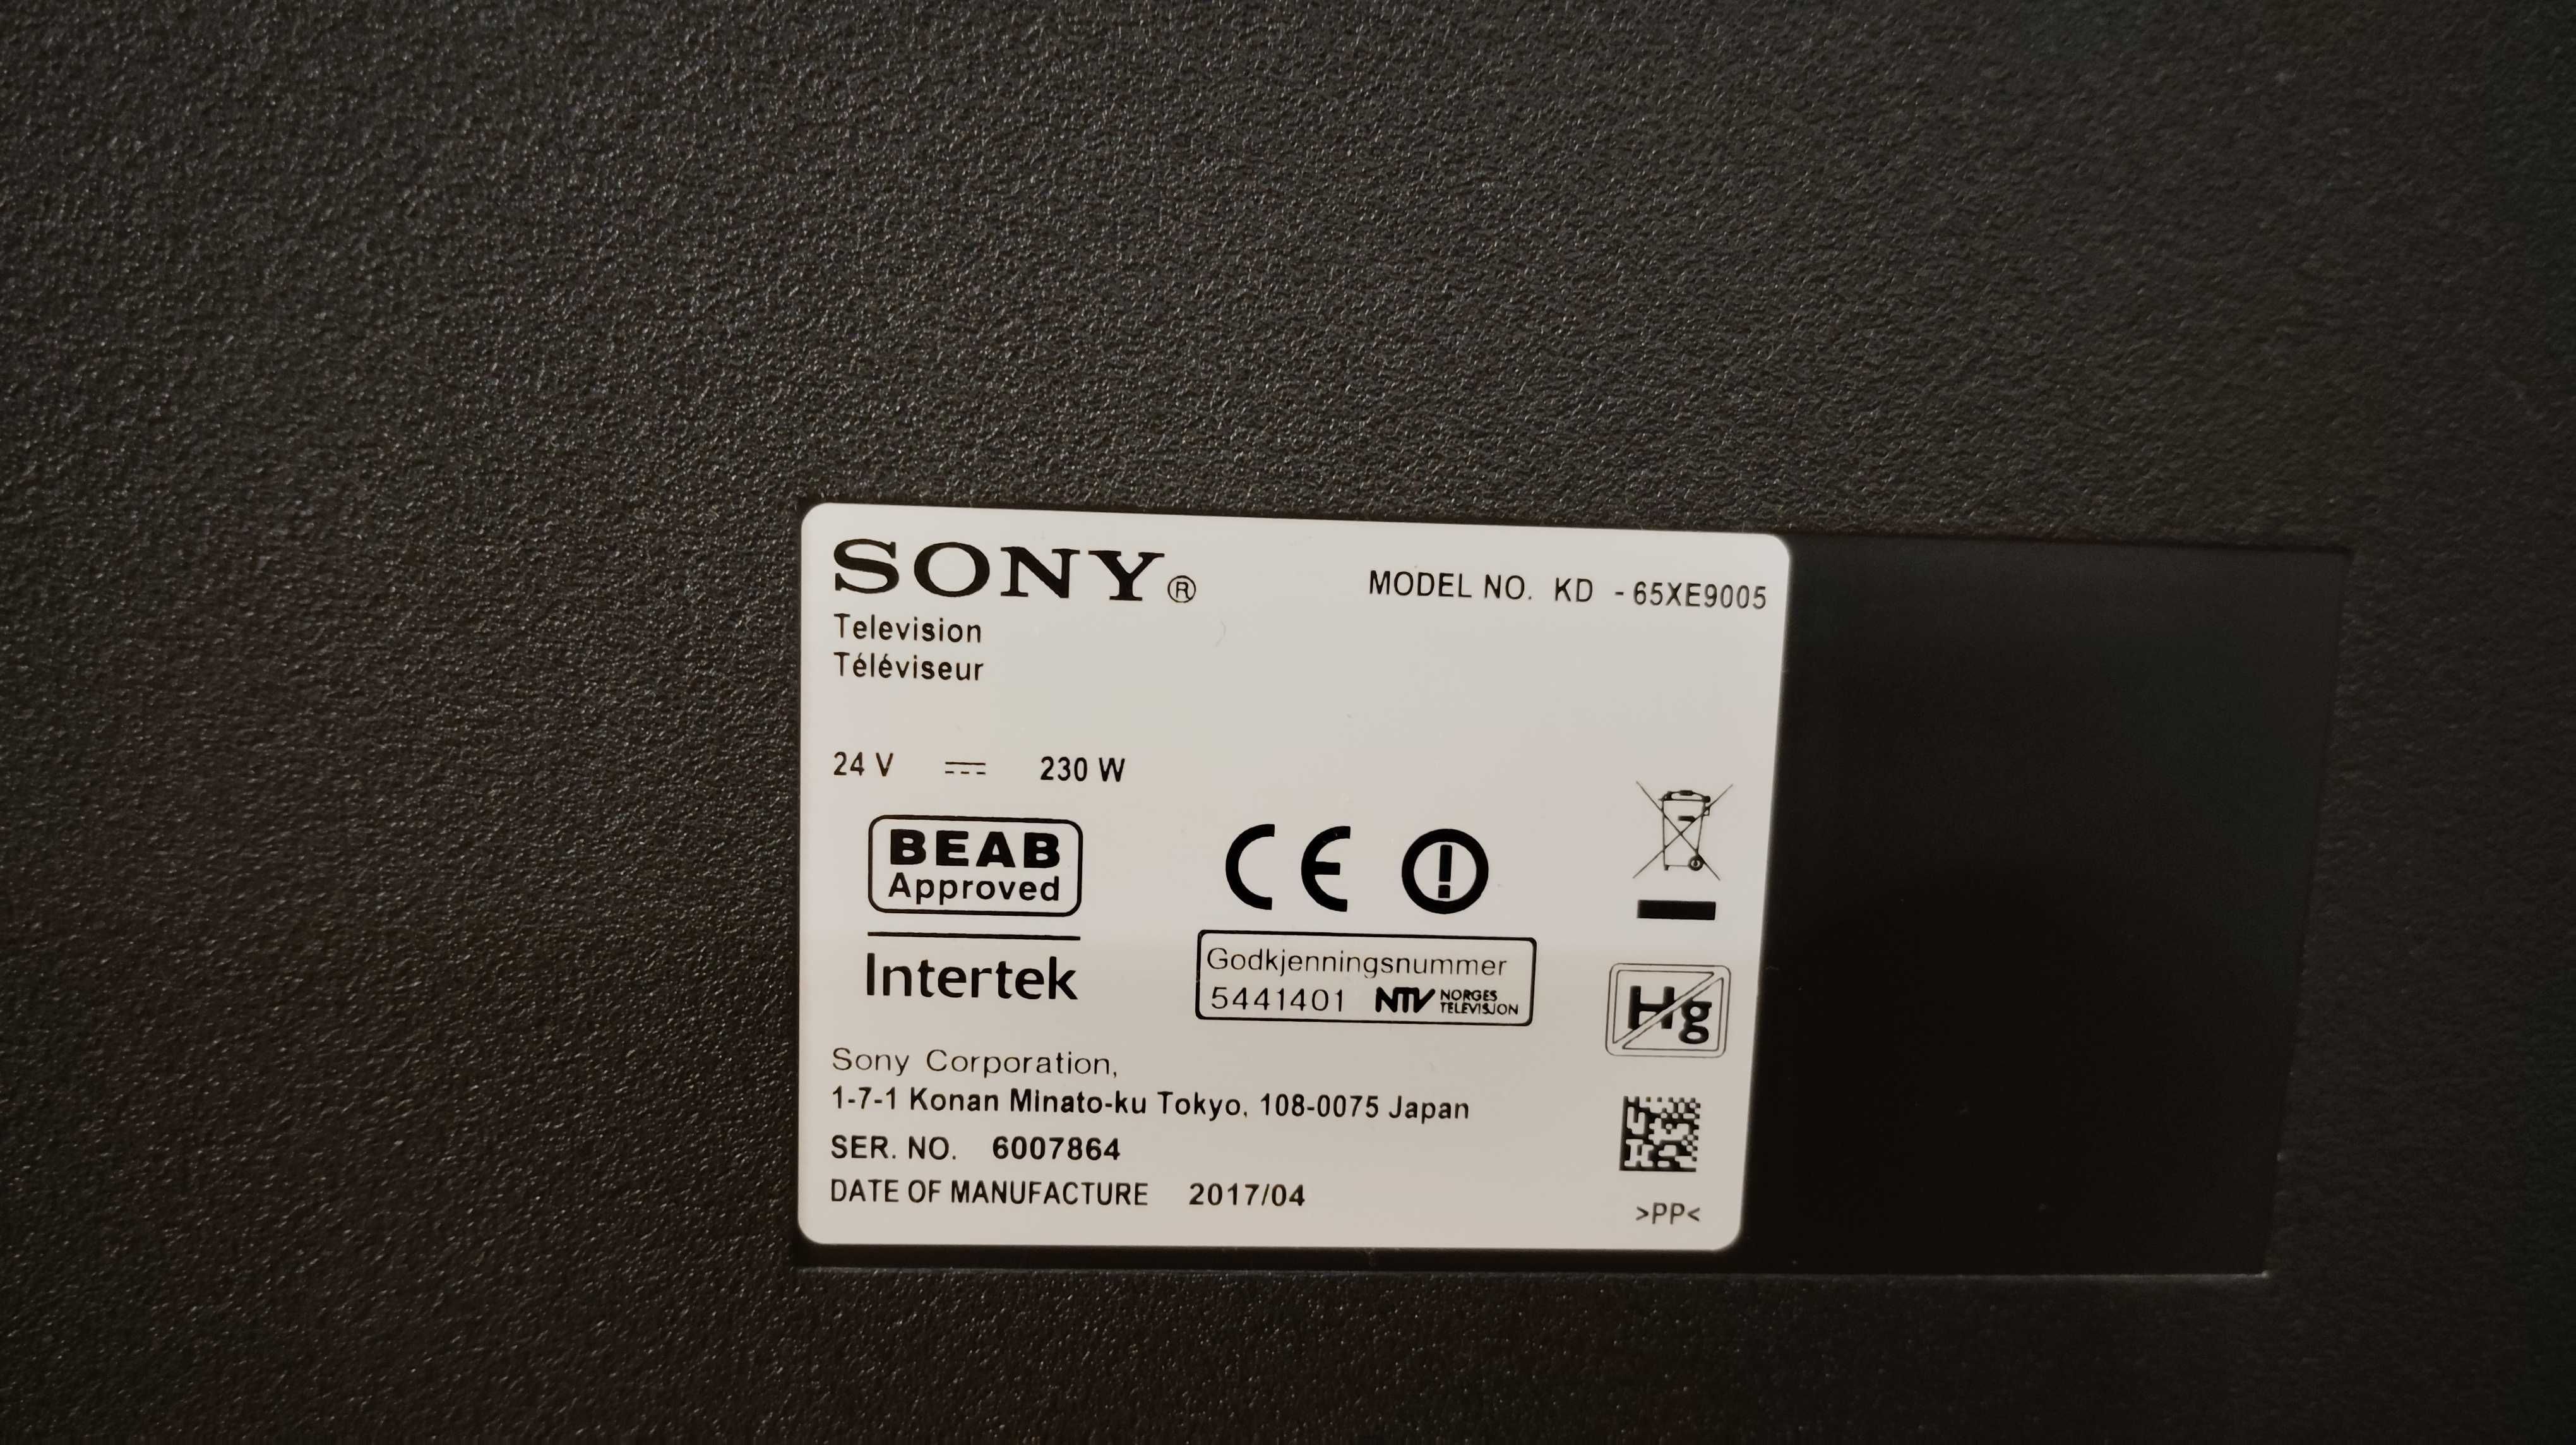 SONY®
MODEL NO. KD - 65XE9005
Television
Téléviseur
24 V 230 W
BEAB
Approved
Intertek
CE
Godkjenningsnummer
5441401 NTV NORGES TELEVISJON
Hg
Sony Corporation,
1-7-1 Konan Minato-ku Tokyo, 108-0075 Japan
SER. NO. 6007864
DATE OF MANUFACTURE 2017/04
>PP<